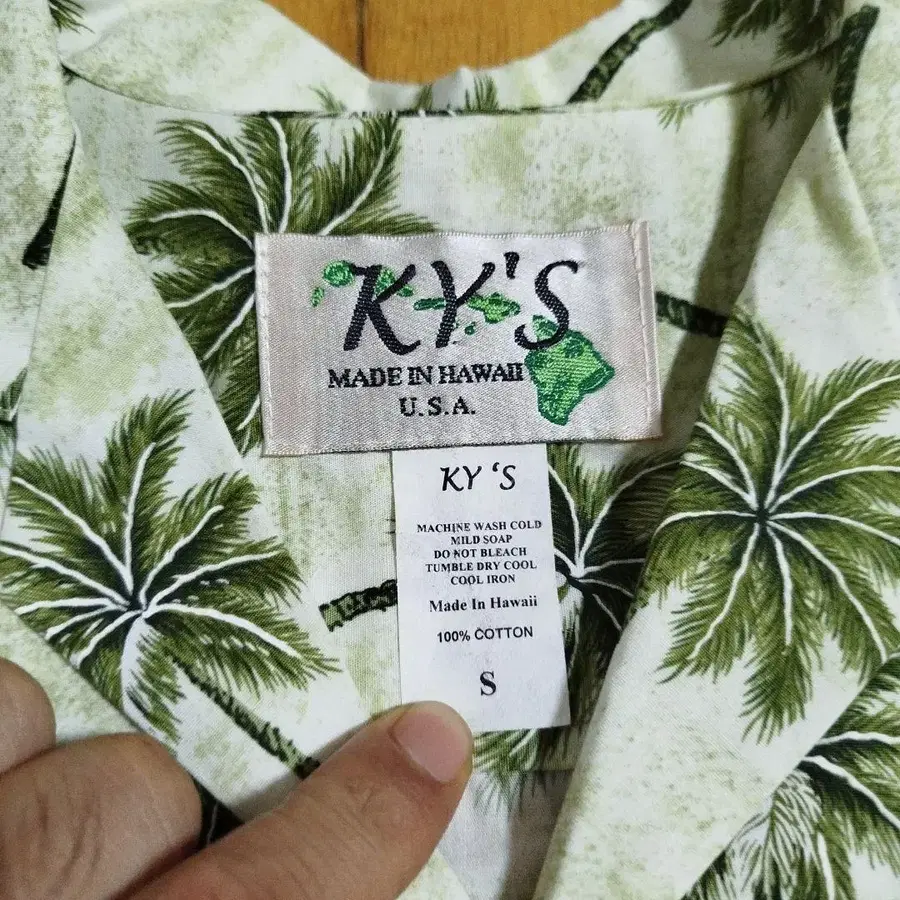 KY'S
MADE IN HAWAII
U.S.A.
KY 'S
MACHINE WASH COLD
MILD SOAP
DO NOT BLEACH
TUMBLE DRY COOL
COOL IRON
Made In Hawaii
100% COTTON
S